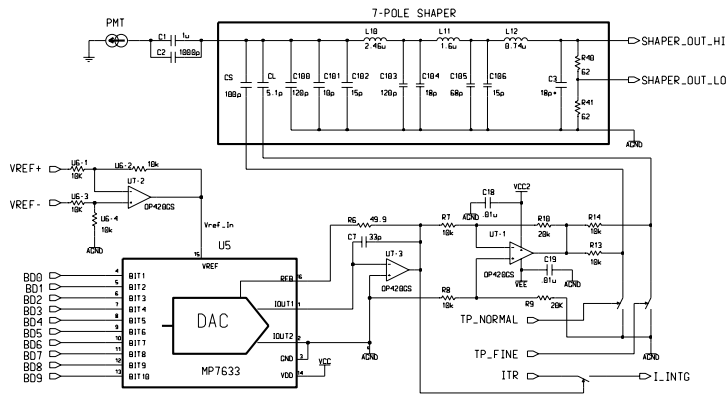 7-POLE SHAPER
PMT
C1 1u
C2 1000p
L10
2.46u
L11
1.6u
L12
0.74u
SHAPER_OUT_HI
R40
62
SHAPER_OUT_LO
R41
62
CS
100p
CL
5.1p
C100
120p
C101
10p
C102
15p
C103
120p
C104
18p
C105
68p
C106
15p
C3
10p*
AGND
VREF+
U6-1
10K
U6-2
10k
UT-2
OP420GS
VREF-
U6-3
10K
U6-4
10k
AGND
Vref_In
U5
15
VREF
R6 49.9
C7 33p
UT-3
OP420GS
R7
10k
R8
10k
C18
.01u
AGND
VCC2
UT-1
OP420GS
VEE
C19
.01u
AGND
R10
20k
R9
20K
R14
10k
R13
10k
AGND
BD0 4 BIT1
BD1 5 BIT2
BD2 6 BIT3
BD3 7 BIT4
BD4 8 BIT5
BD5 9 BIT6
BD6 10 BIT7
BD7 11 BIT8
BD8 12 BIT9
BD9 13 BIT10
DAC
RFB 16
IOUT1 1
IOUT2 2
GND 3
VDD 14
VCC
MP7633
AGND
TP_NORMAL
TP_FINE
AGND
ITR
I_INTG